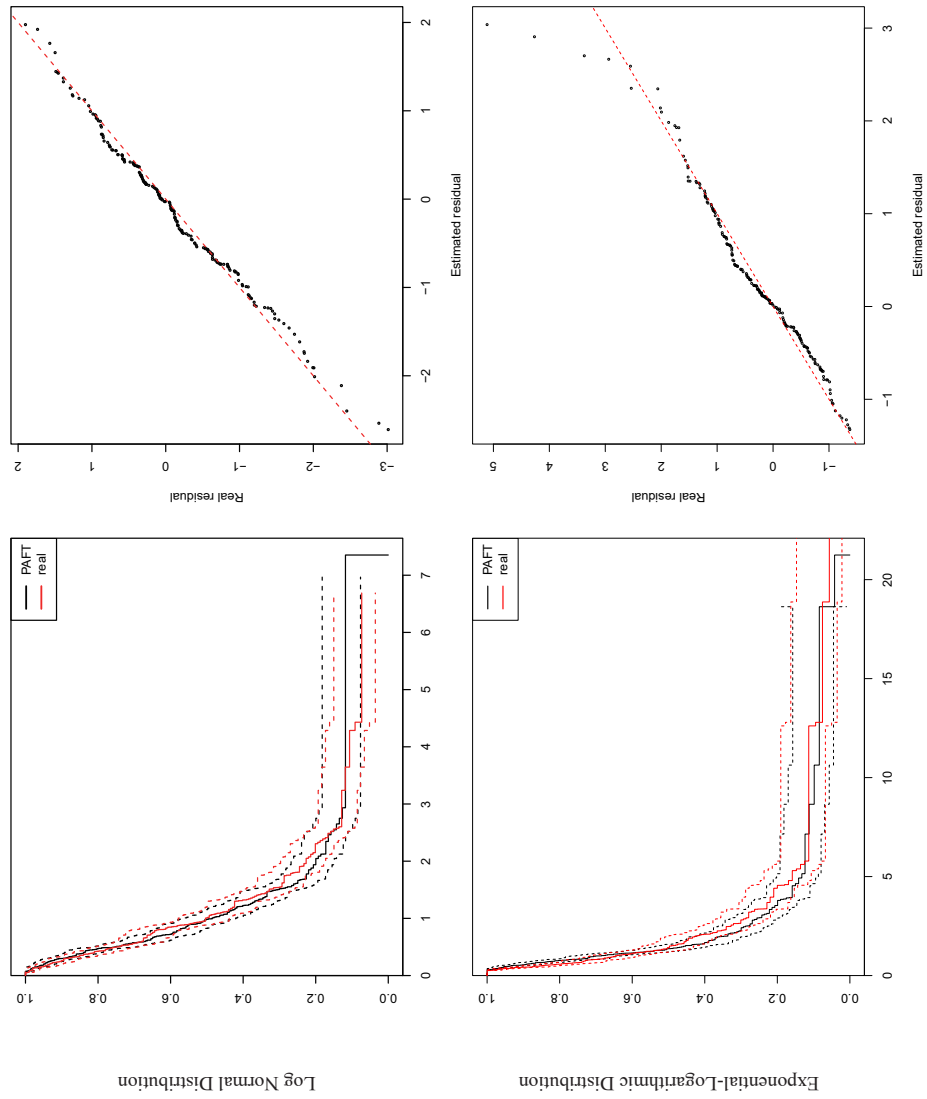 Log Normal Distribution
1.0 0.8 0.6 0.4 0.2 0.0
0 1 2 3 4 5 6 7
PAFT
real
Real residual
2 1 0 −1 −2 −3
−2 −1 0 1 2
Estimated residual
Exponential-Logarithmic Distribution
1.0 0.8 0.6 0.4 0.2 0.0
0 5 10 15 20
PAFT
real
Real residual
5 4 3 2 1 0 −1
−1 0 1 2 3
Estimated residual